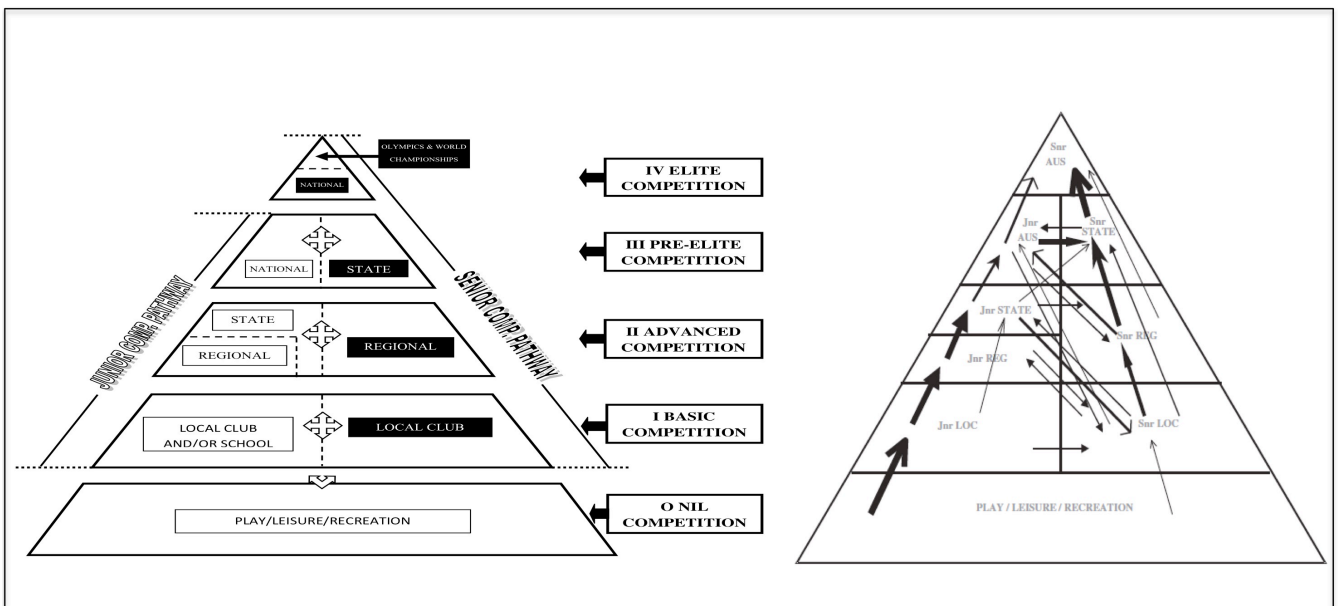 OLYMPICS & WORLD
CHAMPIONSHIPS
NATIONAL
IV ELITE
COMPETITION
NATIONAL
STATE
III PRE-ELITE
COMPETITION
STATE
REGIONAL
REGIONAL
II ADVANCED
COMPETITION
LOCAL CLUB
AND/OR SCHOOL
LOCAL CLUB
I BASIC
COMPETITION
PLAY/LEISURE/RECREATION
O NIL
COMPETITION
JUNIOR COMP. PATHWAY
SENIOR COMP. PATHWAY
Snr
AUS
Jnr
AUS
Snr
STATE
Jnr STATE
Snr REG
Jnr REG
Jnr LOC
Snr LOC
PLAY / LEISURE / RECREATION